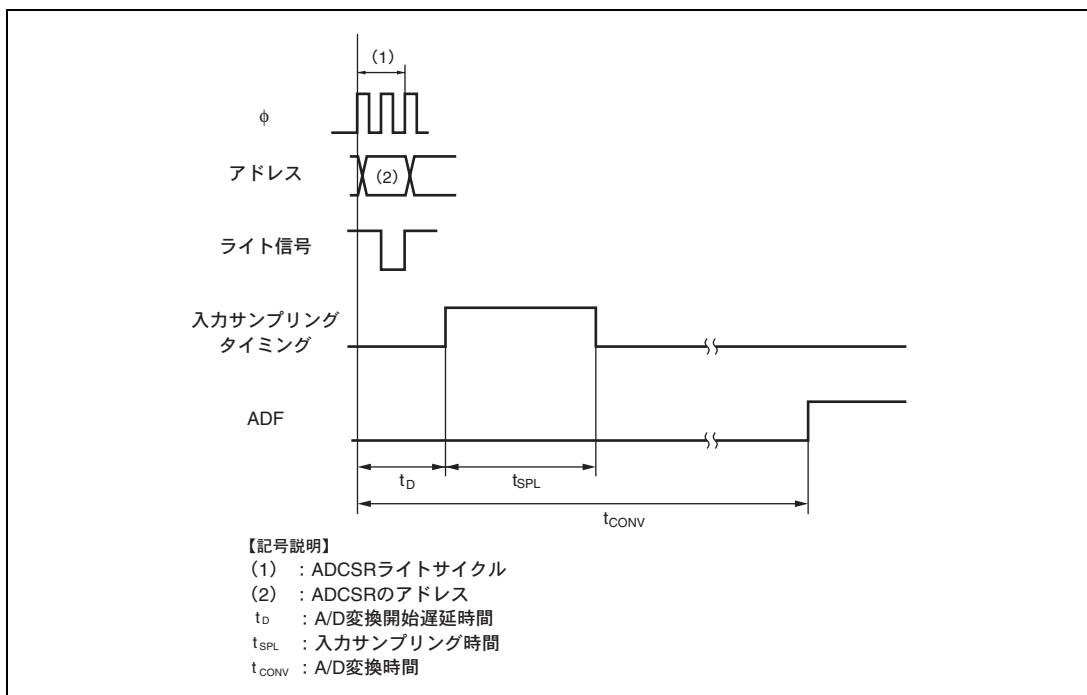 (1)
φ
アドレス
(2)
ライト信号
入力サンプリング
タイミング
ADF
tD
tSPL
tCONV
【記号説明】
(1) : ADCSRライトサイクル
(2) : ADCSRのアドレス
tD : A/D変換開始遅延時間
tSPL : 入力サンプリング時間
tCONV : A/D変換時間